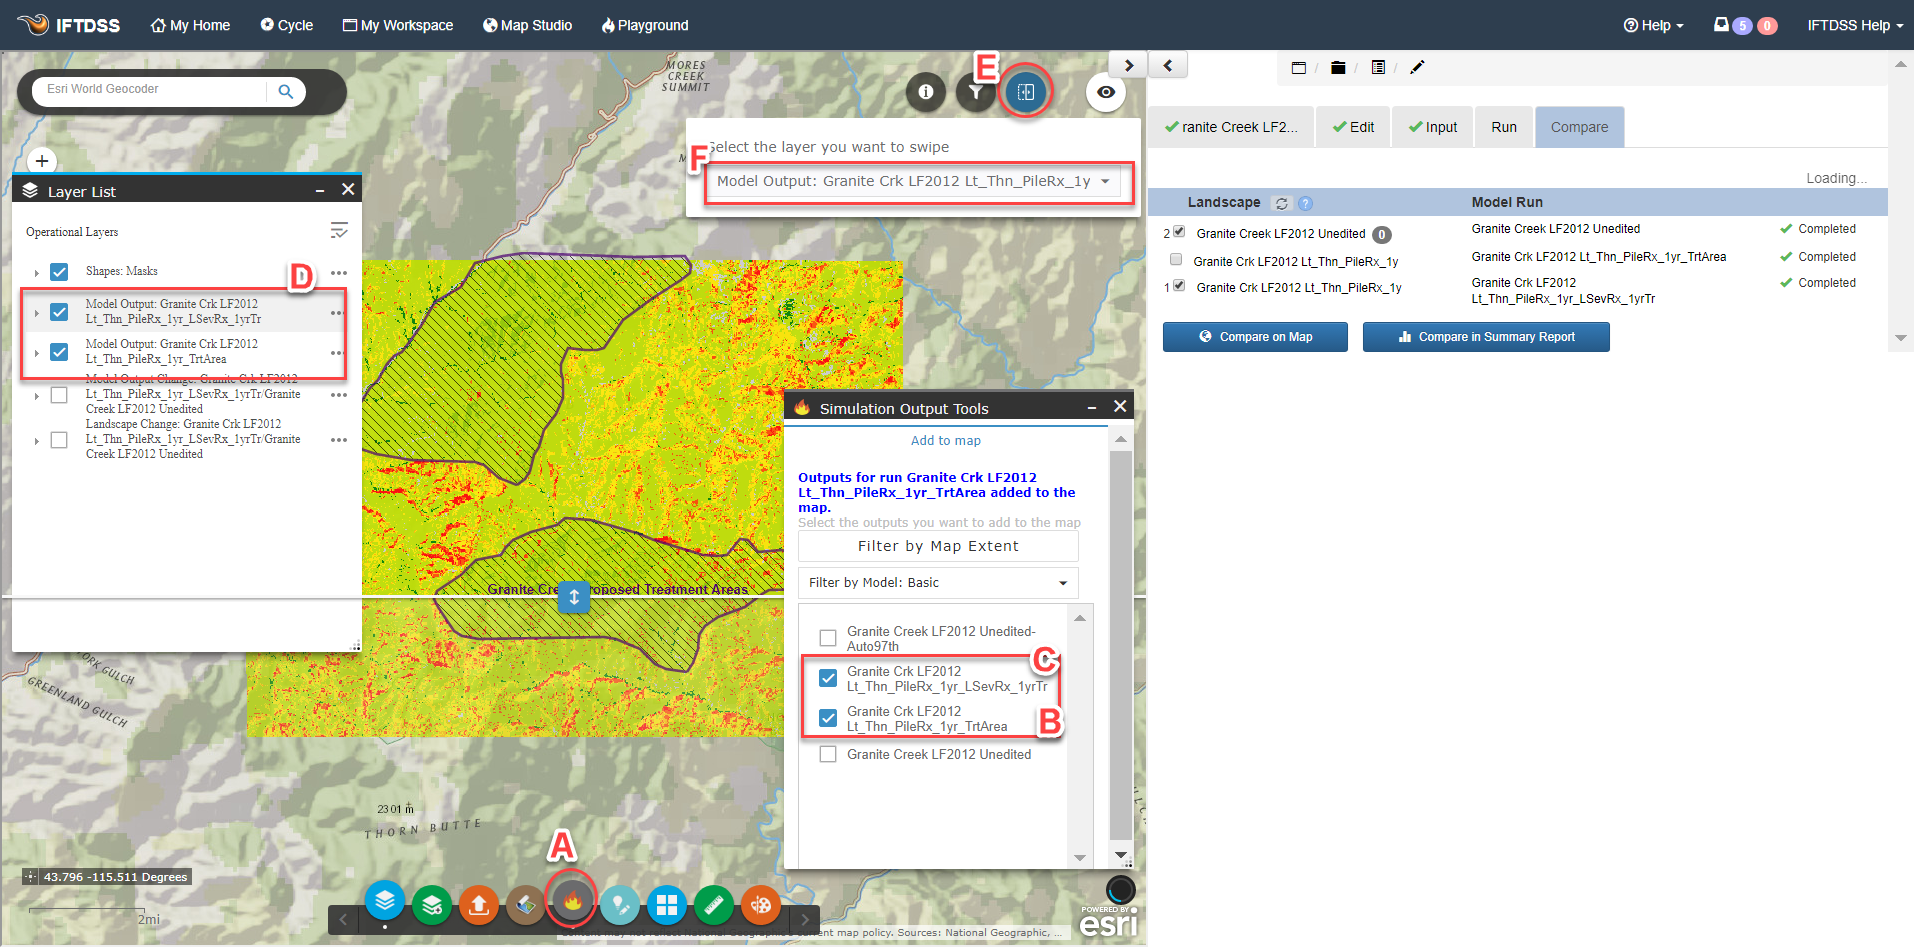 IFTDSS My Home Cycle My Workspace Map Studio Playground Help 5 0 IFTDSS Help
MORES
CREEK
SUMMIT
E
Esri World Geocoder
Select the layer you want to swipe
F
Model Output: Granite Crk LF2012 Lt_Thn_PileRx_1y
Layer List
Operational Layers
Shapes: Masks
D
Model Output: Granite Crk LF2012
Lt_Thn_PileRx_1yr_LSevRx_1yrTr
Model Output: Granite Crk LF2012
Lt_Thn_PileRx_1yr_TrtArea
Model Output Change: Granite Crk LF2012
Lt_Thn_PileRx_1yr_LSevRx_1yrTr/Granite
Creek LF2012 Unedited
Landscape Change: Granite Crk LF2012
Lt_Thn_PileRx_1yr_LSevRx_1yrTr/Granite
Creek LF2012 Unedited
Granite Cre roposed Treatment Areas
ORK GULCH
GREENLAND GULCH
2301 m
THORN BUTTE
43.796 -115.511 Degrees
2mi
A
Simulation Output Tools
Add to map
Outputs for run Granite Crk LF2012
Lt_Thn_PileRx_1yr_TrtArea added to the
map.
Select the outputs you want to add to the map
Filter by Map Extent
Filter by Model: Basic
Granite Creek LF2012 Unedited-
Auto97th
C
Granite Crk LF2012
Lt_Thn_PileRx_1yr_LSevRx_1yrTr
Granite Crk LF2012
Lt_Thn_PileRx_1yr_TrtArea
B
Granite Creek LF2012 Unedited
POWERED BY
esri
Content may not reflect National Geographic's current map policy. Sources: National Geographic, ...
ranite Creek LF2... Edit Input Run Compare
Loading...
Landscape ? Model Run
2 Granite Creek LF2012 Unedited 0 Granite Creek LF2012 Unedited Completed
Granite Crk LF2012 Lt_Thn_PileRx_1y Granite Crk LF2012 Lt_Thn_PileRx_1yr_TrtArea Completed
1 Granite Crk LF2012 Lt_Thn_PileRx_1y Granite Crk LF2012 Completed
Lt_Thn_PileRx_1yr_LSevRx_1yrTr
Compare on Map Compare in Summary Report